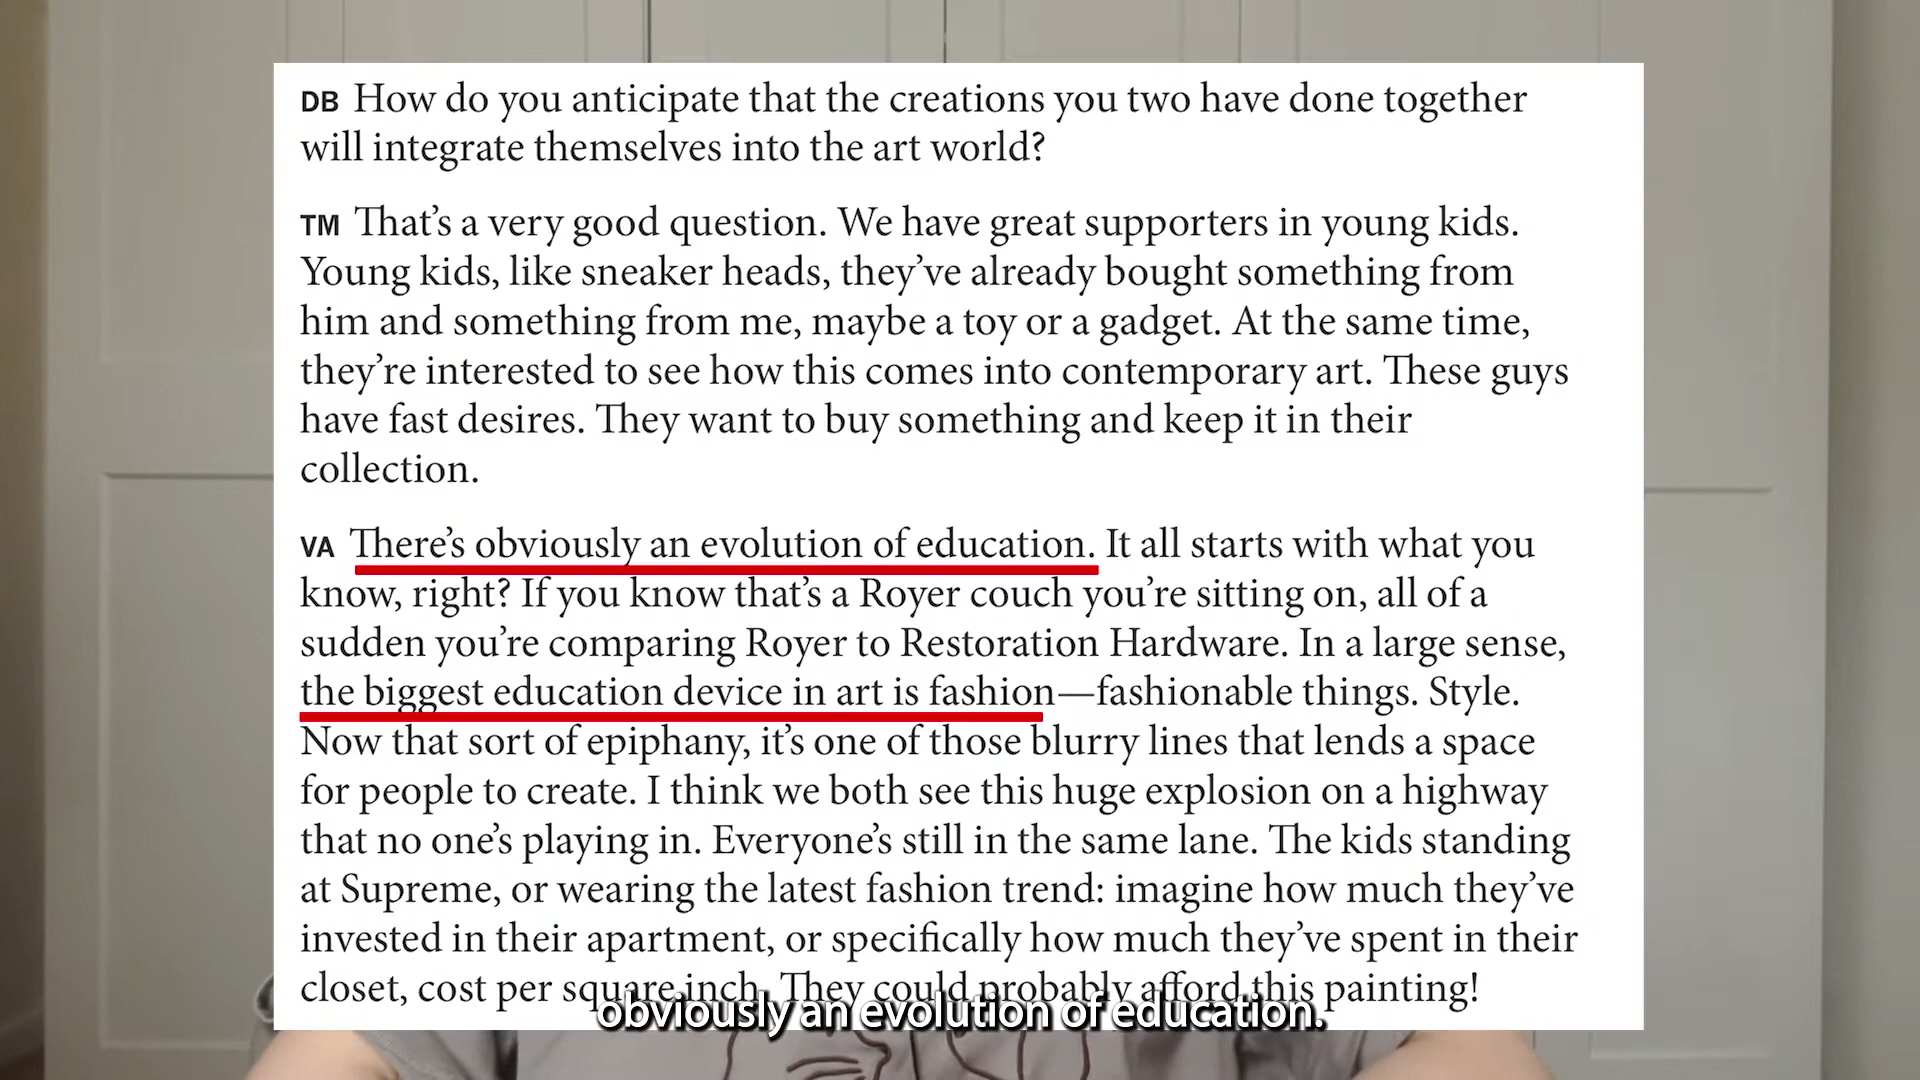 DB How do you anticipate that the creations you two have done together
will integrate themselves into the art world?
TM That’s a very good question. We have great supporters in young kids.
Young kids, like sneaker heads, they’ve already bought something from
him and something from me, maybe a toy or a gadget. At the same time,
they’re interested to see how this comes into contemporary art. These guys
have fast desires. They want to buy something and keep it in their
collection.
VA There’s obviously an evolution of education. It all starts with what you
know, right? If you know that’s a Royer couch you’re sitting on, all of a
sudden you’re comparing Royer to Restoration Hardware. In a large sense,
the biggest education device in art is fashion—fashionable things. Style.
Now that sort of epiphany, it’s one of those blurry lines that lends a space
for people to create. I think we both see this huge explosion on a highway
that no one’s playing in. Everyone’s still in the same lane. The kids standing
at Supreme, or wearing the latest fashion trend: imagine how much they’ve
invested in their apartment, or specifically how much they’ve spent in their
closet, cost per square inch. They could probably afford this painting!
obviously an evolution of education.